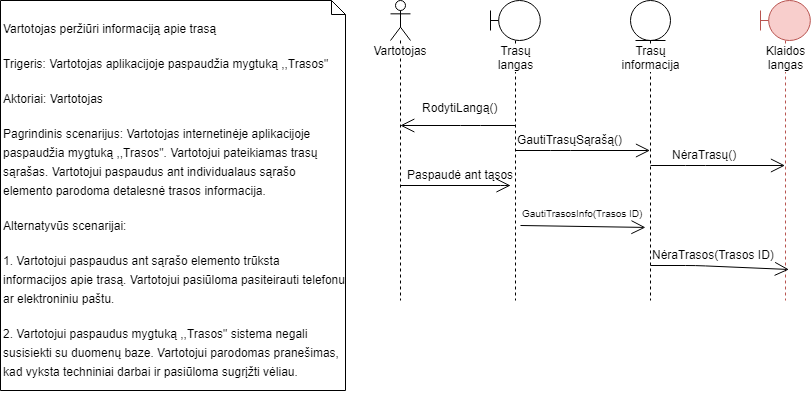 Vartotojas peržiūri informaciją apie trasą
Trigeris: Vartotojas aplikacijoje paspaudžia mygtuką ,,Trasos"
Aktoriai: Vartotojas
Pagrindinis scenarijus: Vartotojas internetinėje aplikacijoje
paspaudžia mygtuką ,,Trasos". Vartotojui pateikiamas trasų
sąrašas. Vartotojui paspaudus ant individualaus sąrašo
elemento parodoma detalesnė trasos informacija.
Alternatyvūs scenarijai:
1. Vartotojui paspaudus ant sąrašo elemento trūksta
informacijos apie trasą. Vartotojui pasiūloma pasiteirauti telefonu
ar elektroniniu paštu.
2. Vartotojui paspaudus mygtuką ,,Trasos" sistema negali
susisiekti su duomenų baze. Vartotojui parodomas pranešimas,
kad vyksta techniniai darbai ir pasiūloma sugrįžti vėliau.
Vartotojas
Trasų
langas
Trasų
informacija
Klaidos
langas
RodytiLangą()
GautiTrasųSąrašą()
NėraTrasų()
Paspaudė ant tąsos
GautiTrasosInfo(Trasos ID)
NėraTrasos(Trasos ID)